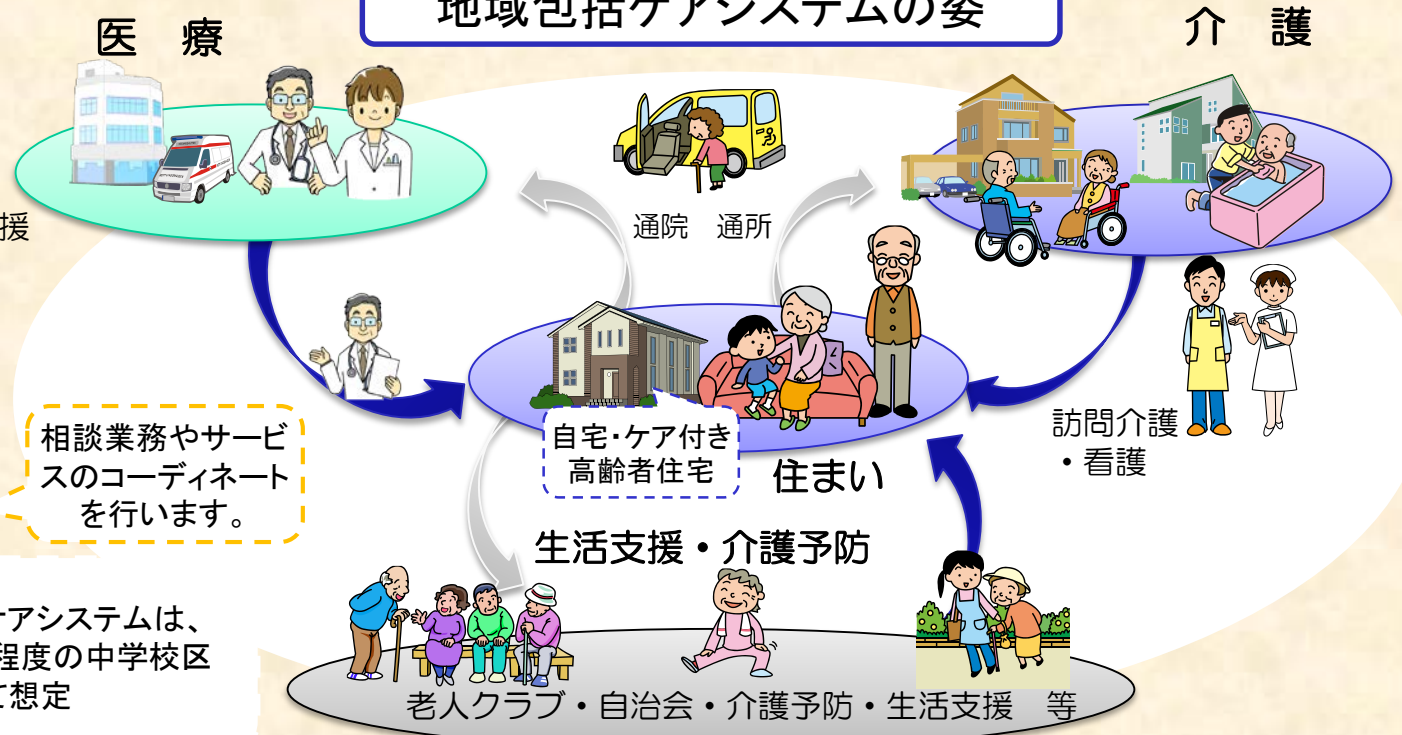 地域包括ケアシステムの姿
医　療
介　護
援
通院　通所
訪問介護
・看護
相談業務やサービ
スのコーディネート
を行います。
自宅・ケア付き
高齢者住宅
住まい
生活支援・介護予防
ケアシステムは、
程度の中学校区
て想定
老人クラブ・自治会・介護予防・生活支援　等